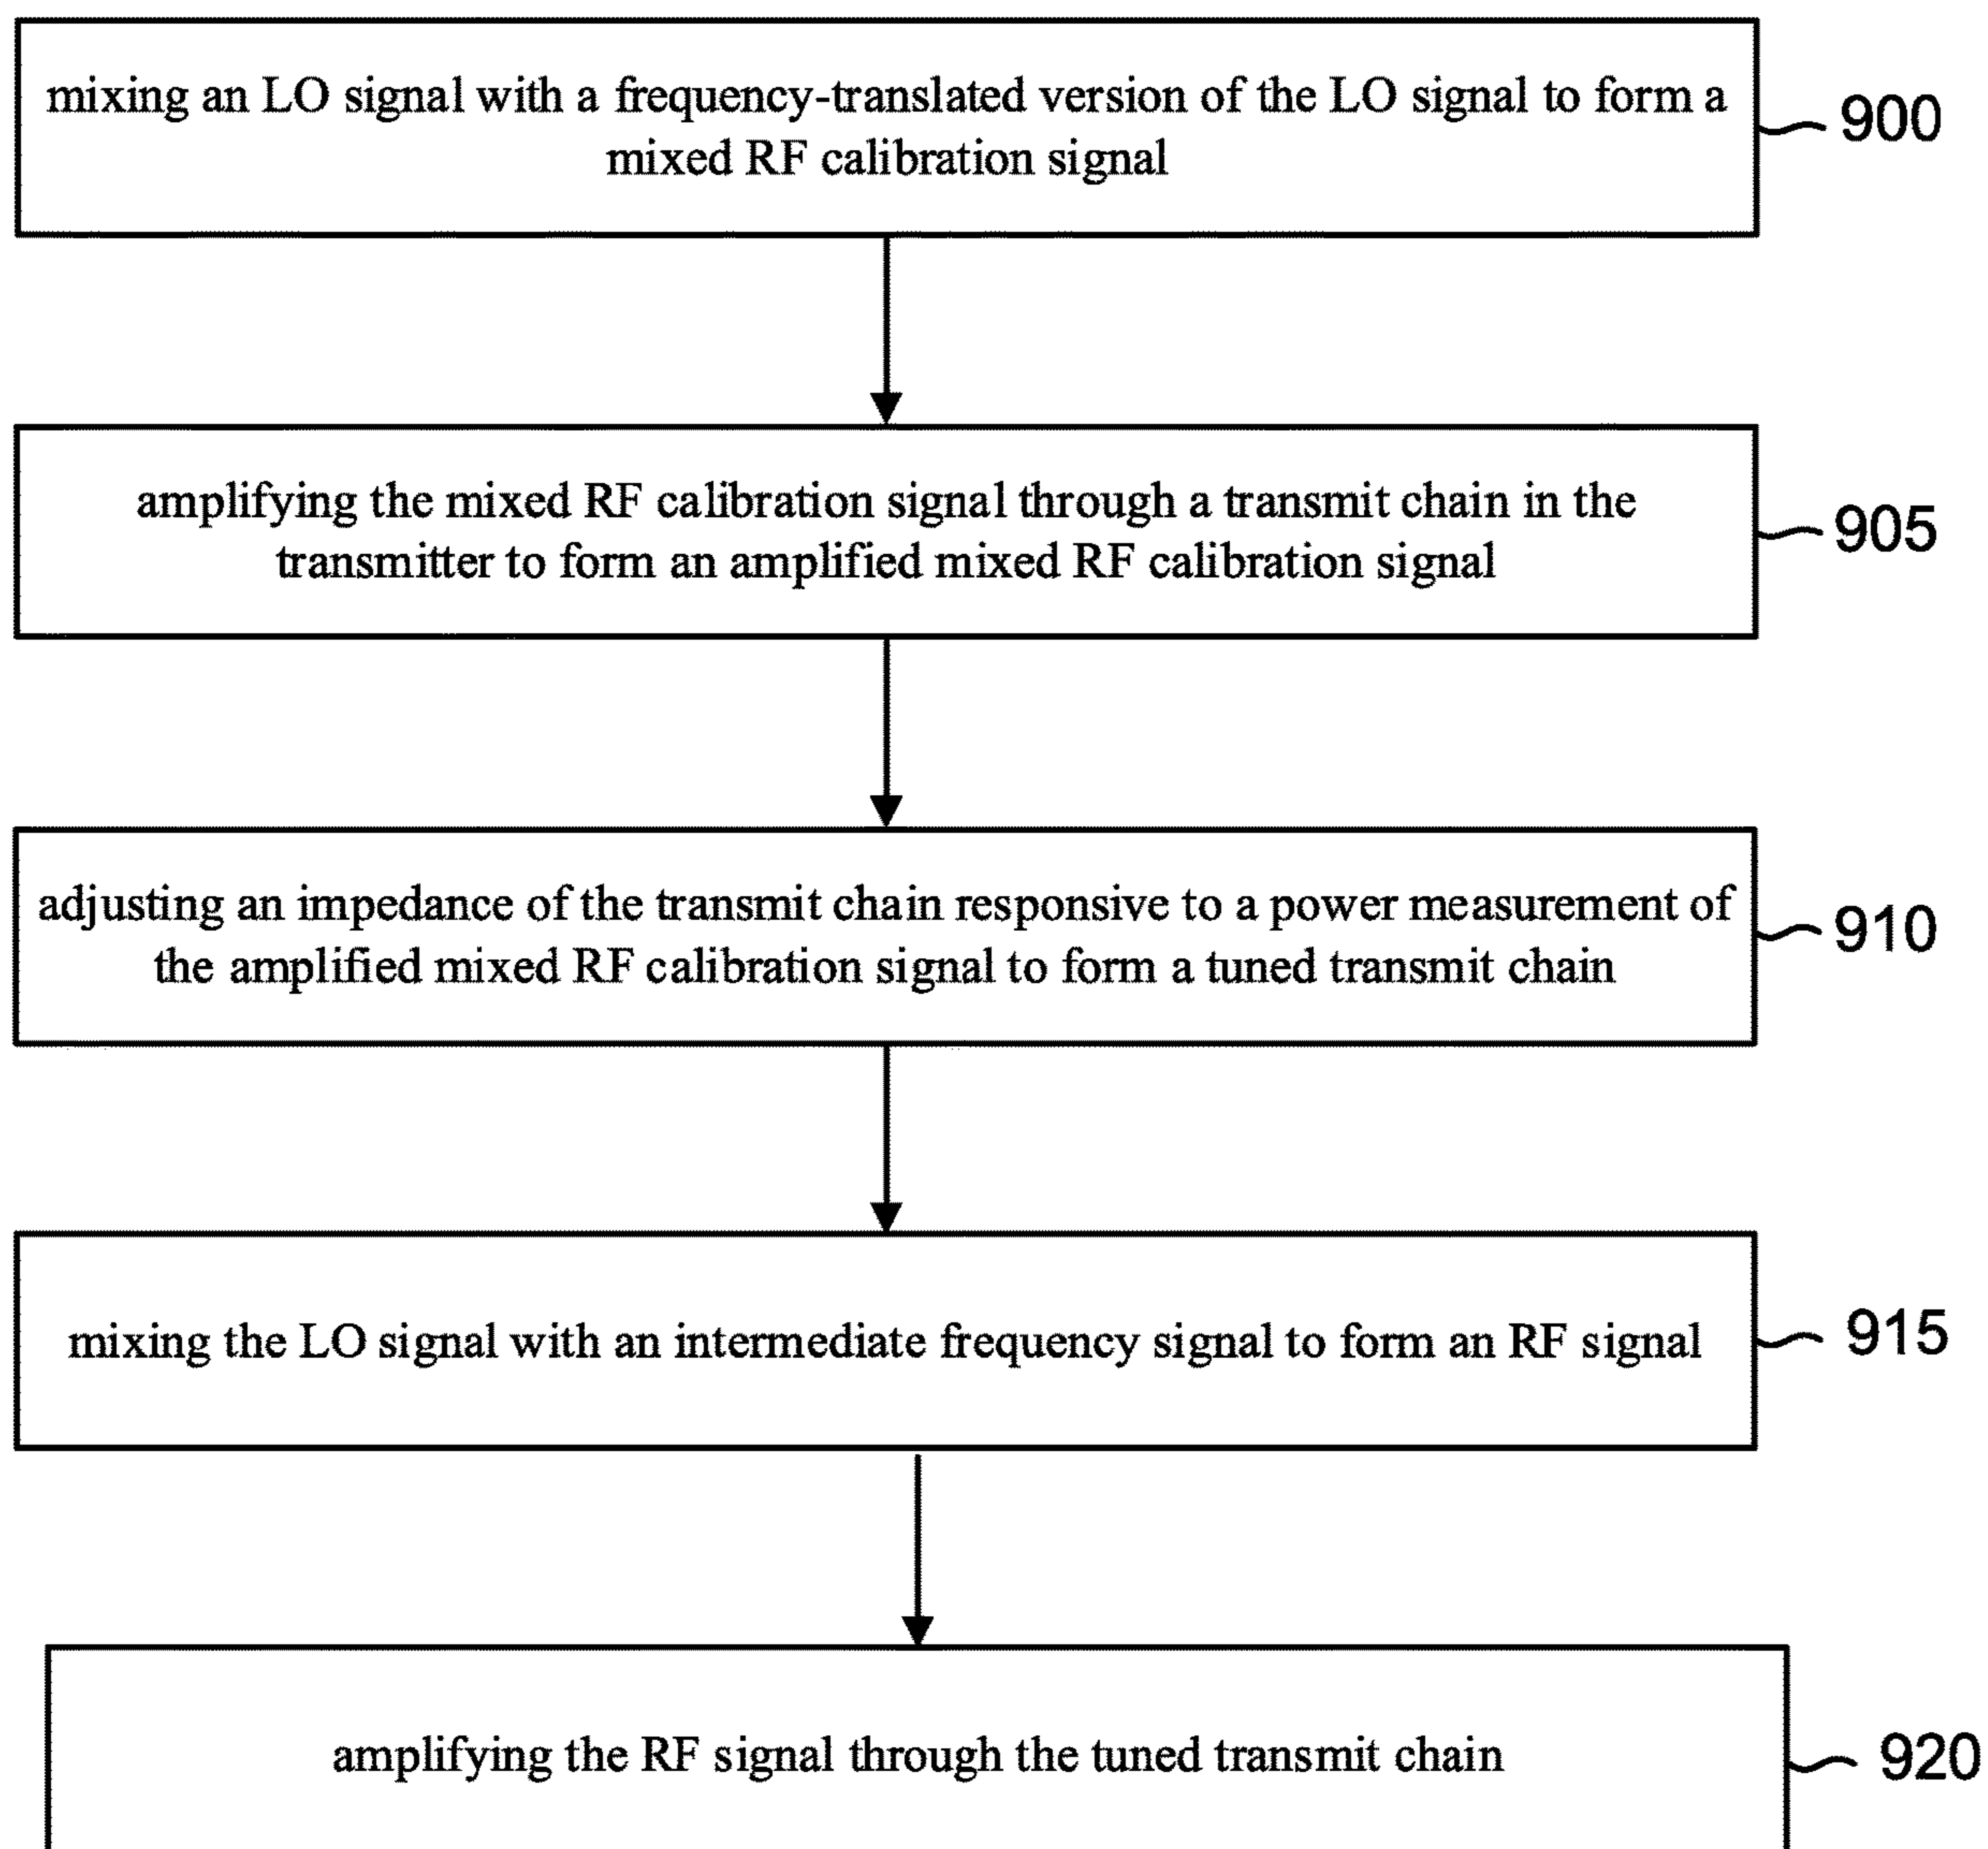 mixing an LO signal with a frequency-translated version of the LO signal to form a
mixed RF calibration signal
900
amplifying the mixed RF calibration signal through a transmit chain in the
transmitter to form an amplified mixed RF calibration signal
905
adjusting an impedance of the transmit chain responsive to a power measurement of
the amplified mixed RF calibration signal to form a tuned transmit chain
910
mixing the LO signal with an intermediate frequency signal to form an RF signal
915
amplifying the RF signal through the tuned transmit chain
920